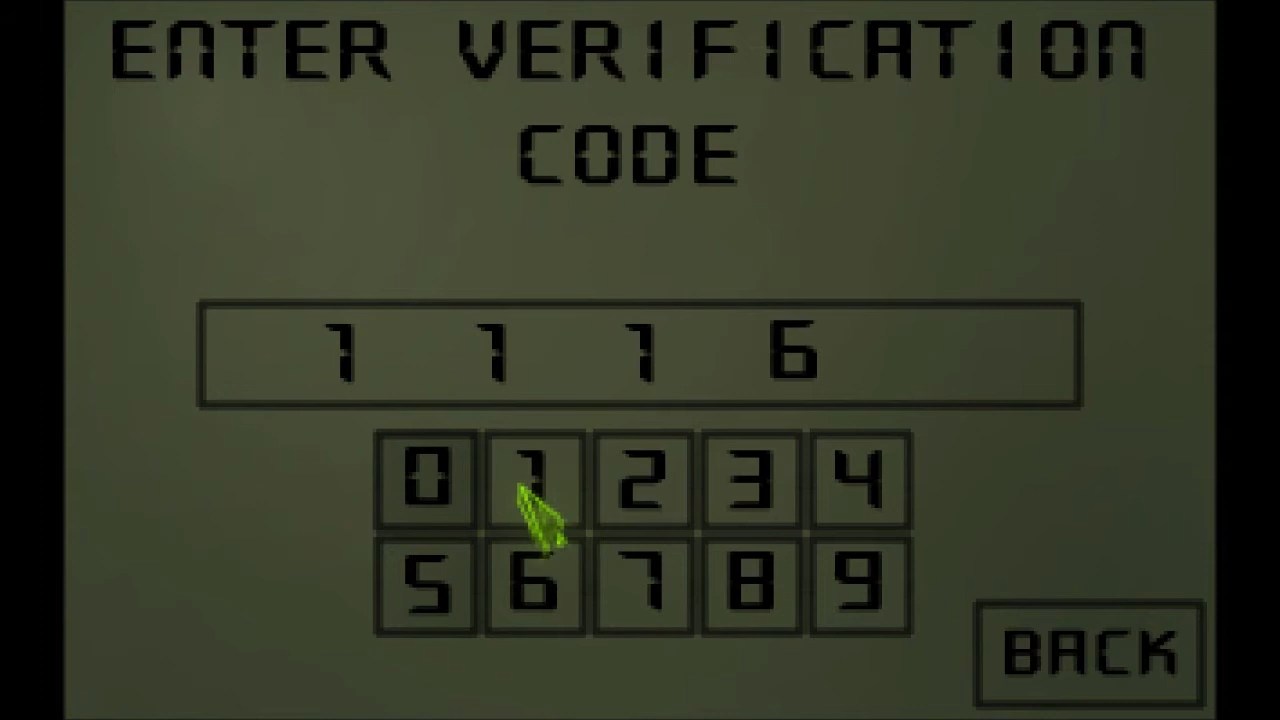 ENTER VERIFICATION
CODE
1 1 1 6
0 1 2 3 4
5 6 7 8 9
BACK